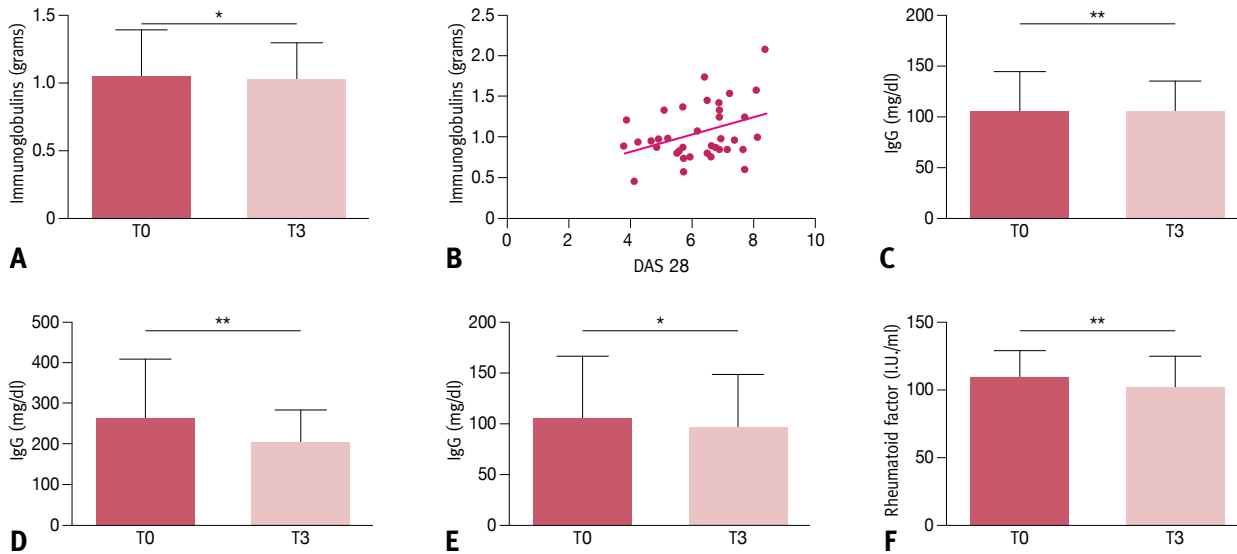 Immunoglobulins (grams)
1.5
1.0
0.5
0
*
T0
T3
A
Immunoglobulins (grams)
2.5
2.0
1.5
1.0
0.5
0
0
2
4
6
8
10
DAS 28
B
IgG (mg/dl)
200
150
100
50
0
**
T0
T3
C
IgG (mg/dl)
500
400
300
200
100
0
**
T0
T3
D
IgG (mg/dl)
200
150
100
50
0
*
T0
T3
E
Rheumatoid factor (I.U./ml)
150
100
50
0
**
T0
T3
F